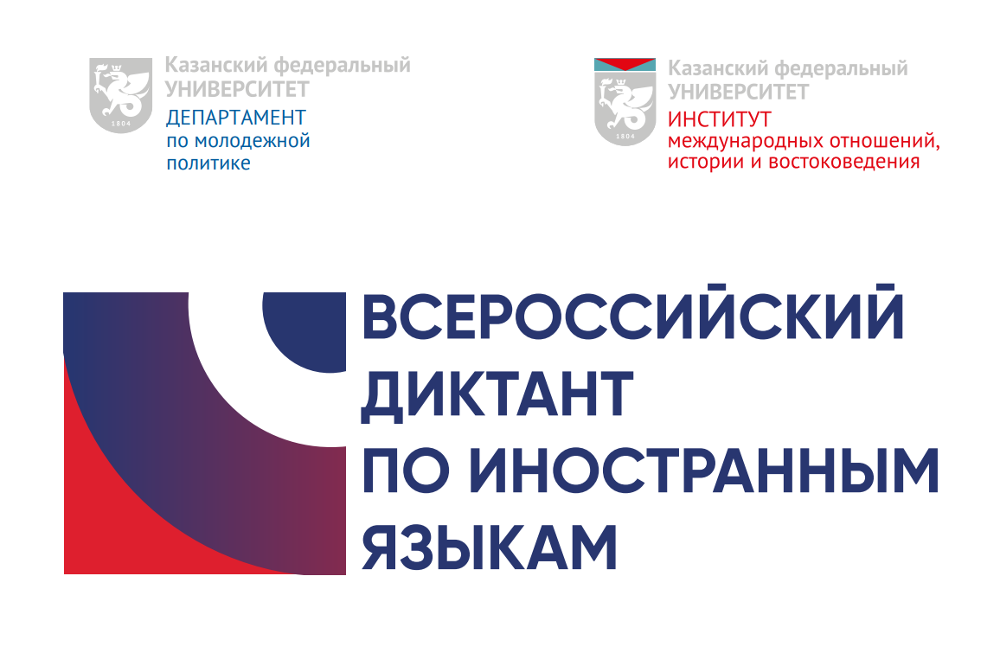 Казанский федеральный
УНИВЕРСИТЕТ
ДЕПАРТАМЕНТ
по молодежной
политике
1804
Казанский федеральный
УНИВЕРСИТЕТ
ИНСТИТУТ
международных отношений,
истории и востоковедения
1804
ВСЕРОССИЙСКИЙ
ДИКТАНТ
ПО ИНОСТРАННЫМ
ЯЗЫКАМ